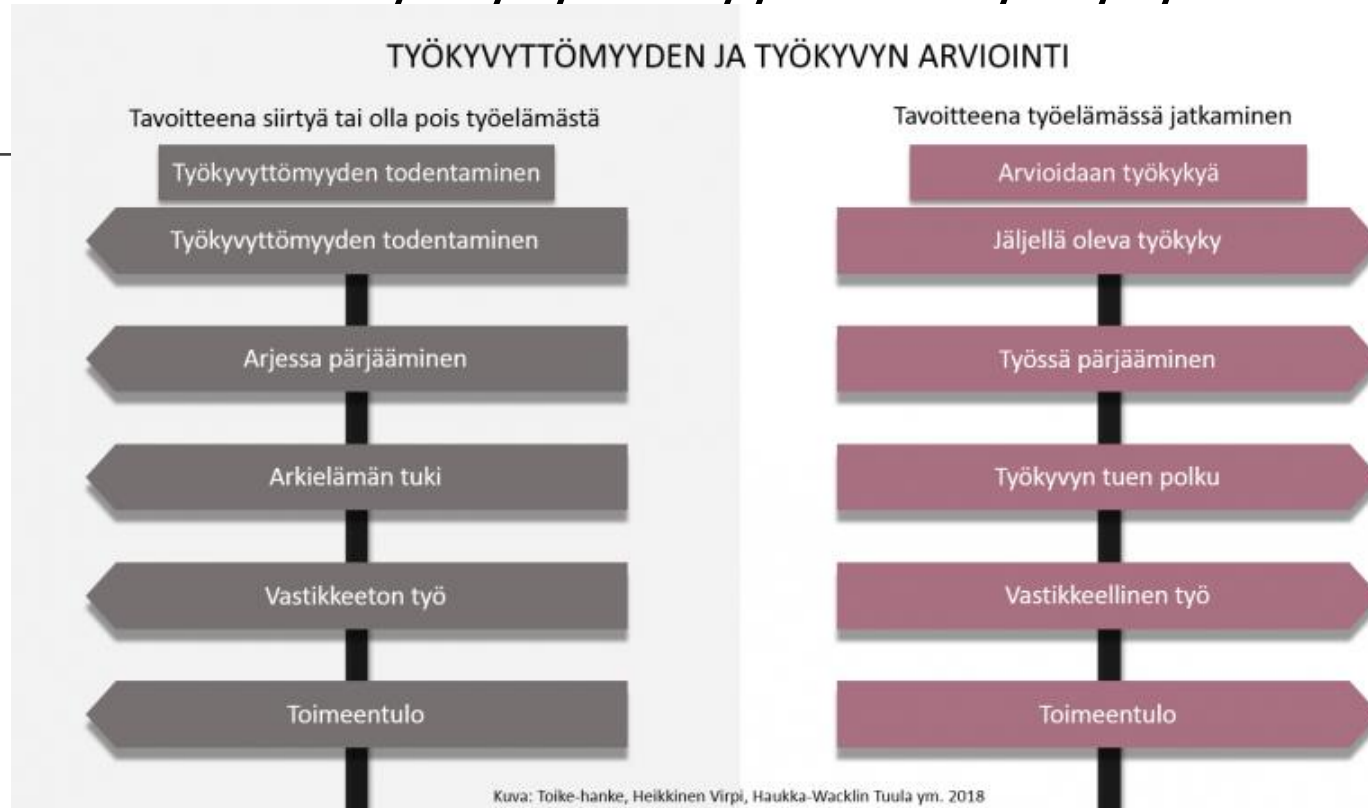 TYÖKYVYTTÖMYYDEN JA TYÖKYVYN ARVIOINTI
Tavoitteena siirtyä tai olla pois työelämästä
Työkyvyttömyyden todentaminen
Työkyvyttömyyden todentaminen
Arjessa pärjääminen
Arkielämän tuki
Vastikkeeton työ
Toimeentulo
Tavoitteena työelämässä jatkaminen
Arvioidaan työkykyä
Jäljellä oleva työkyky
Työssä pärjääminen
Työkyvyn tuen polku
Vastikkeellinen työ
Toimeentulo
Kuva: Toike-hanke, Heikkinen Virpi, Haukka-Wacklin Tuula ym. 2018